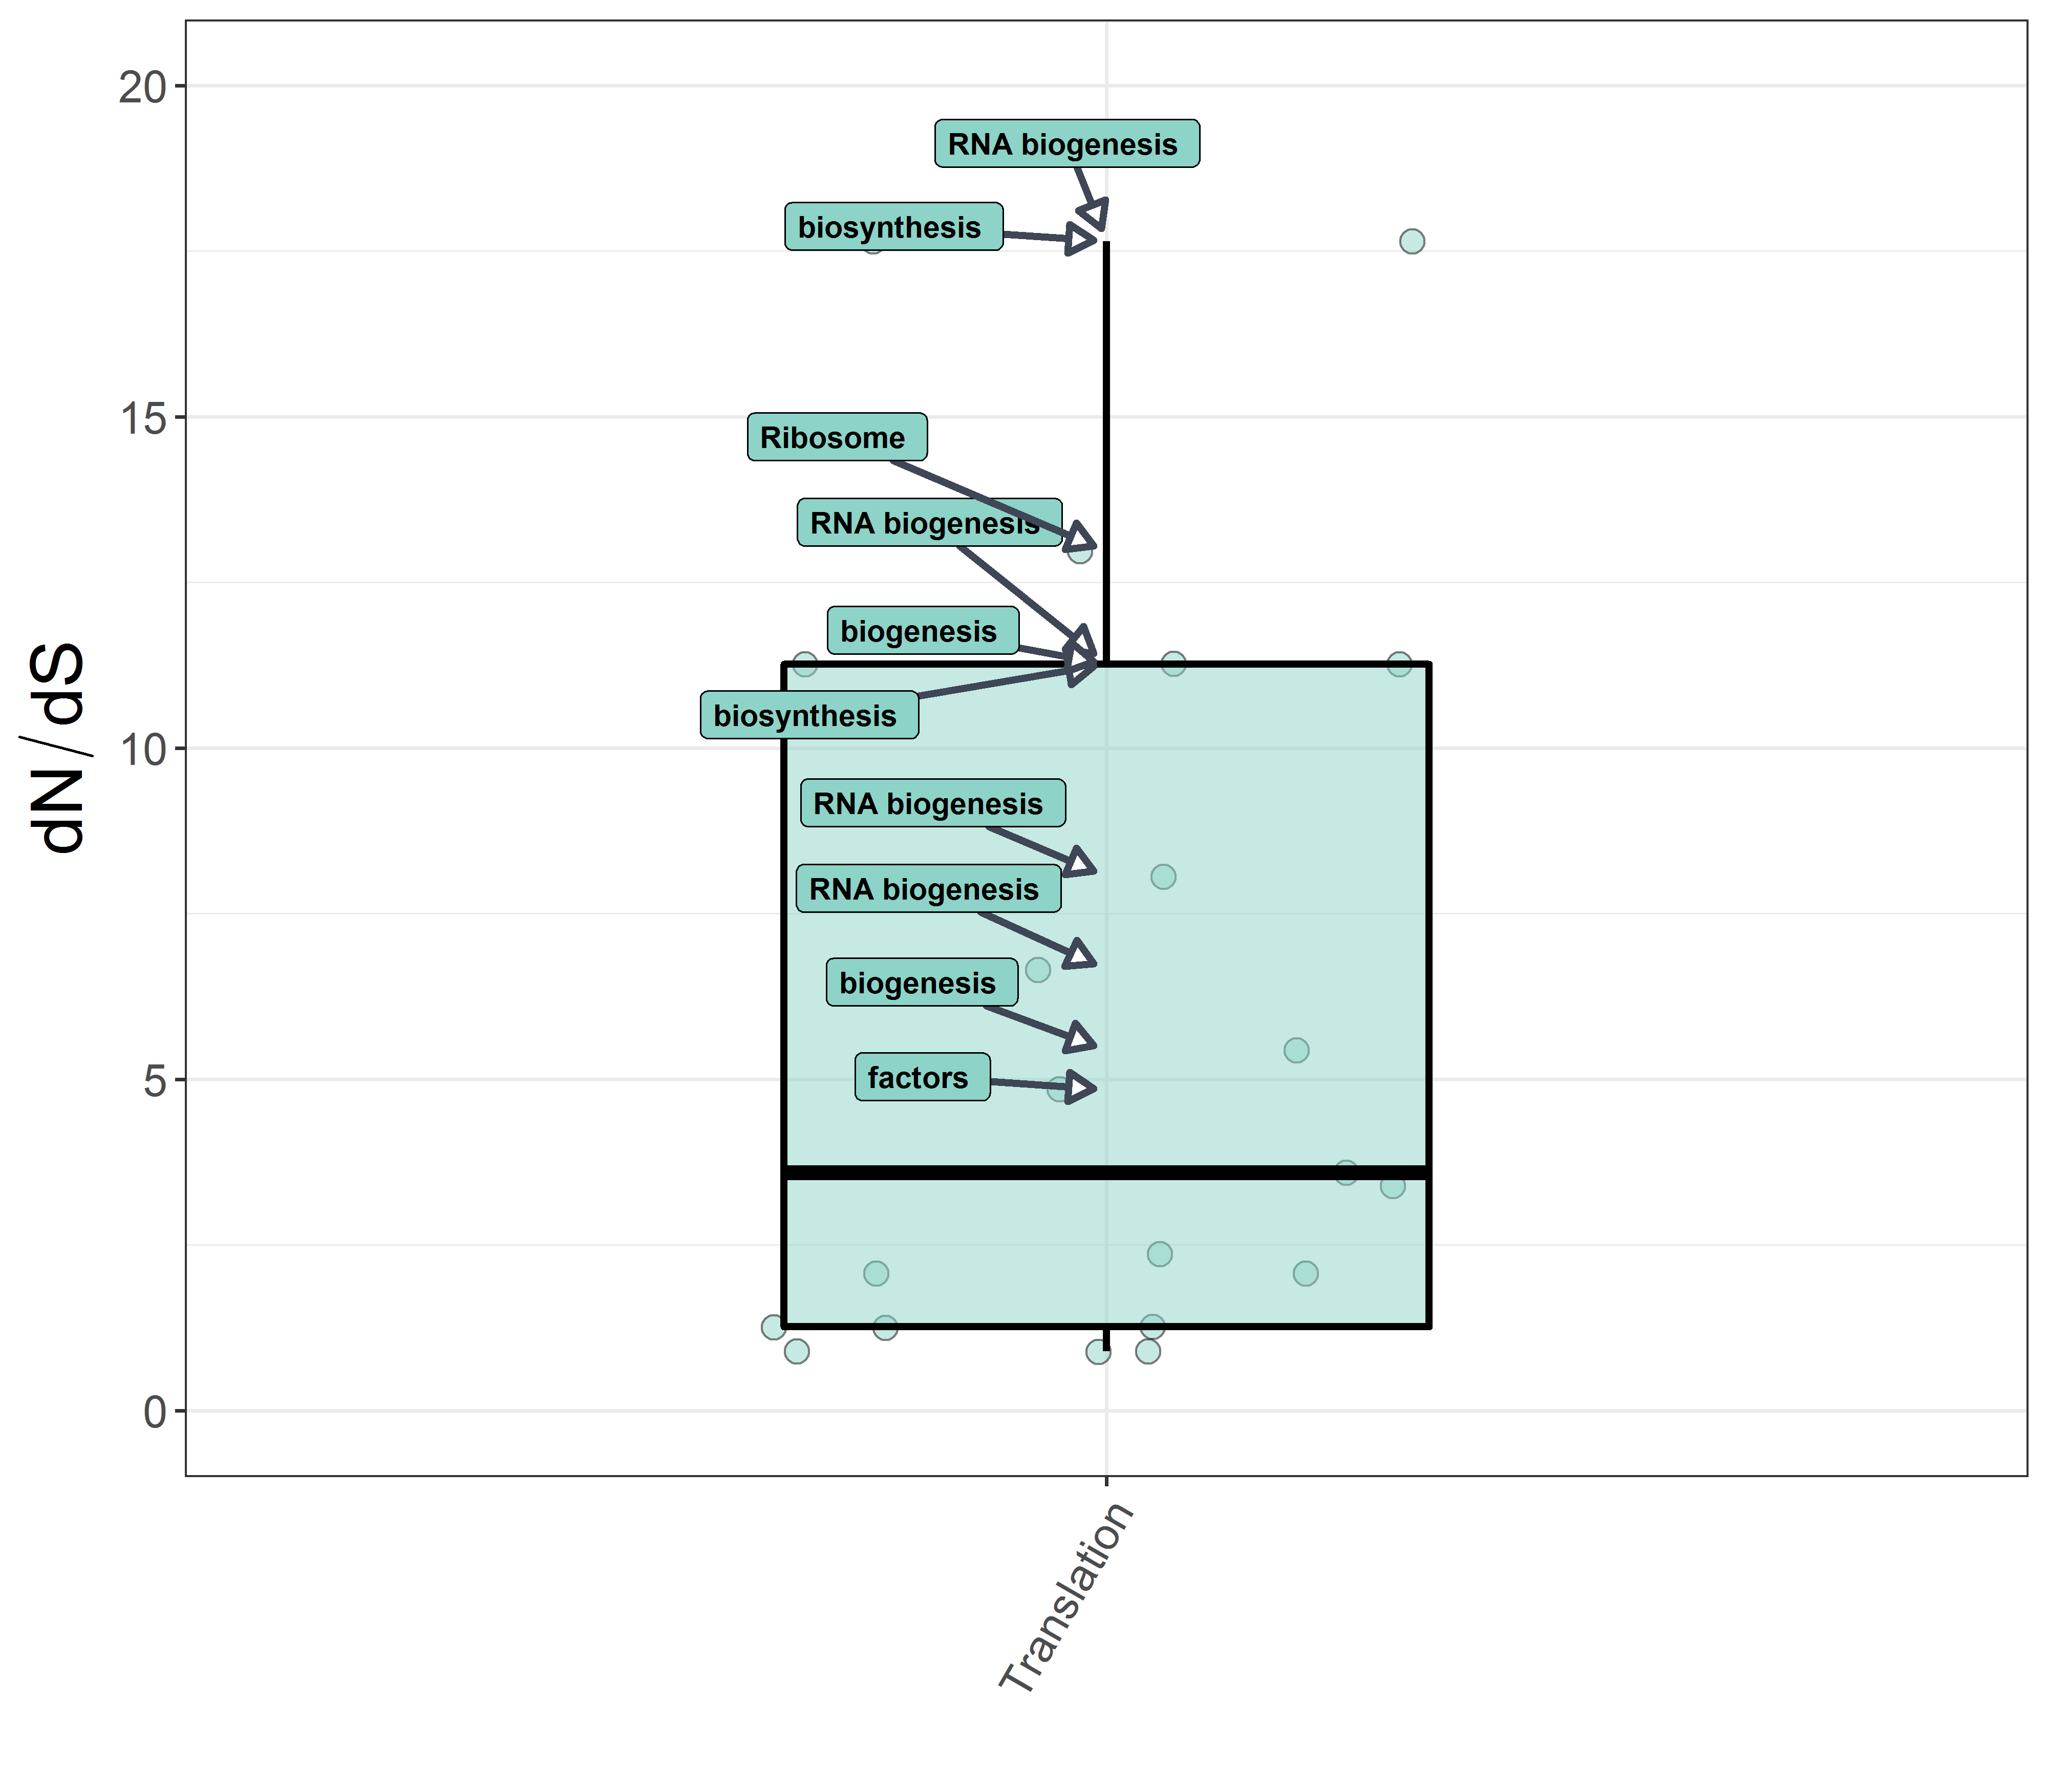 20
RNA biogenesis
biosynthesis
15
Ribosome
RNA biogenesis
biogenesis
biosynthesis
10
RNA biogenesis
RNA biogenesis
biogenesis
factors
5
0
dN / dS
Translation